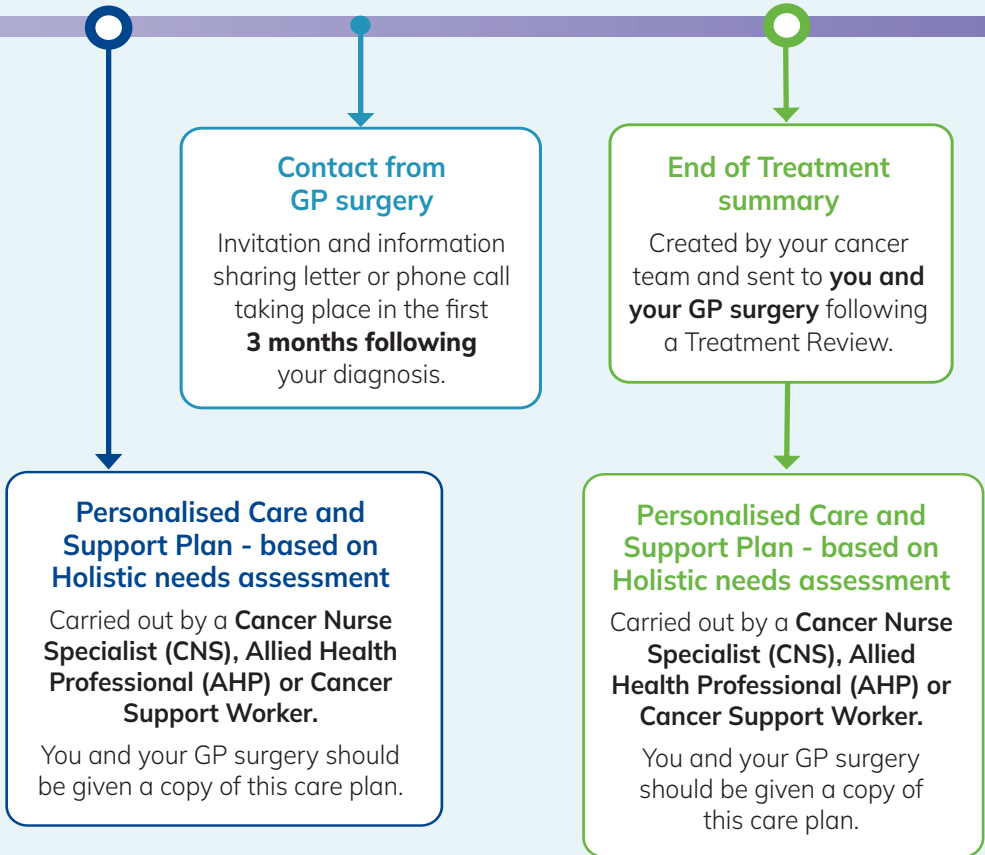 Contact from
GP surgery
Invitation and information
sharing letter or phone call
taking place in the first
3 months following
your diagnosis.
End of Treatment
summary
Created by your cancer
team and sent to you and
your GP surgery following
a Treatment Review.
Personalised Care and
Support Plan - based on
Holistic needs assessment
Carried out by a Cancer Nurse
Specialist (CNS), Allied Health
Professional (AHP) or Cancer
Support Worker.
You and your GP surgery should
be given a copy of this care plan.
Personalised Care and
Support Plan - based on
Holistic needs assessment
Carried out by a Cancer Nurse
Specialist (CNS), Allied
Health Professional (AHP) or
Cancer Support Worker.
You and your GP surgery
should be given a copy of
this care plan.